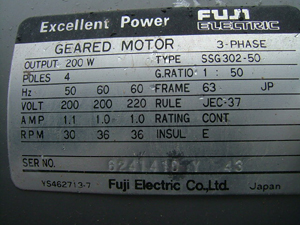 Excellent Power FUJI ELECTRIC
GEARED MOTOR 3-PHASE
OUTPUT 200 W TYPE SSG302-50
POLES 4 G.RATIO 1 : 50
Hz 50 60 60 FRAME 63 JP
VOLT 200 200 220 RULE JEC-37
AMP. 1.1 1.0 1.0 RATING CONT.
RPM 30 36 36 INSUL E
SER NO. 43
YS462713-7 Fuji Electric Co.,Ltd. Japan